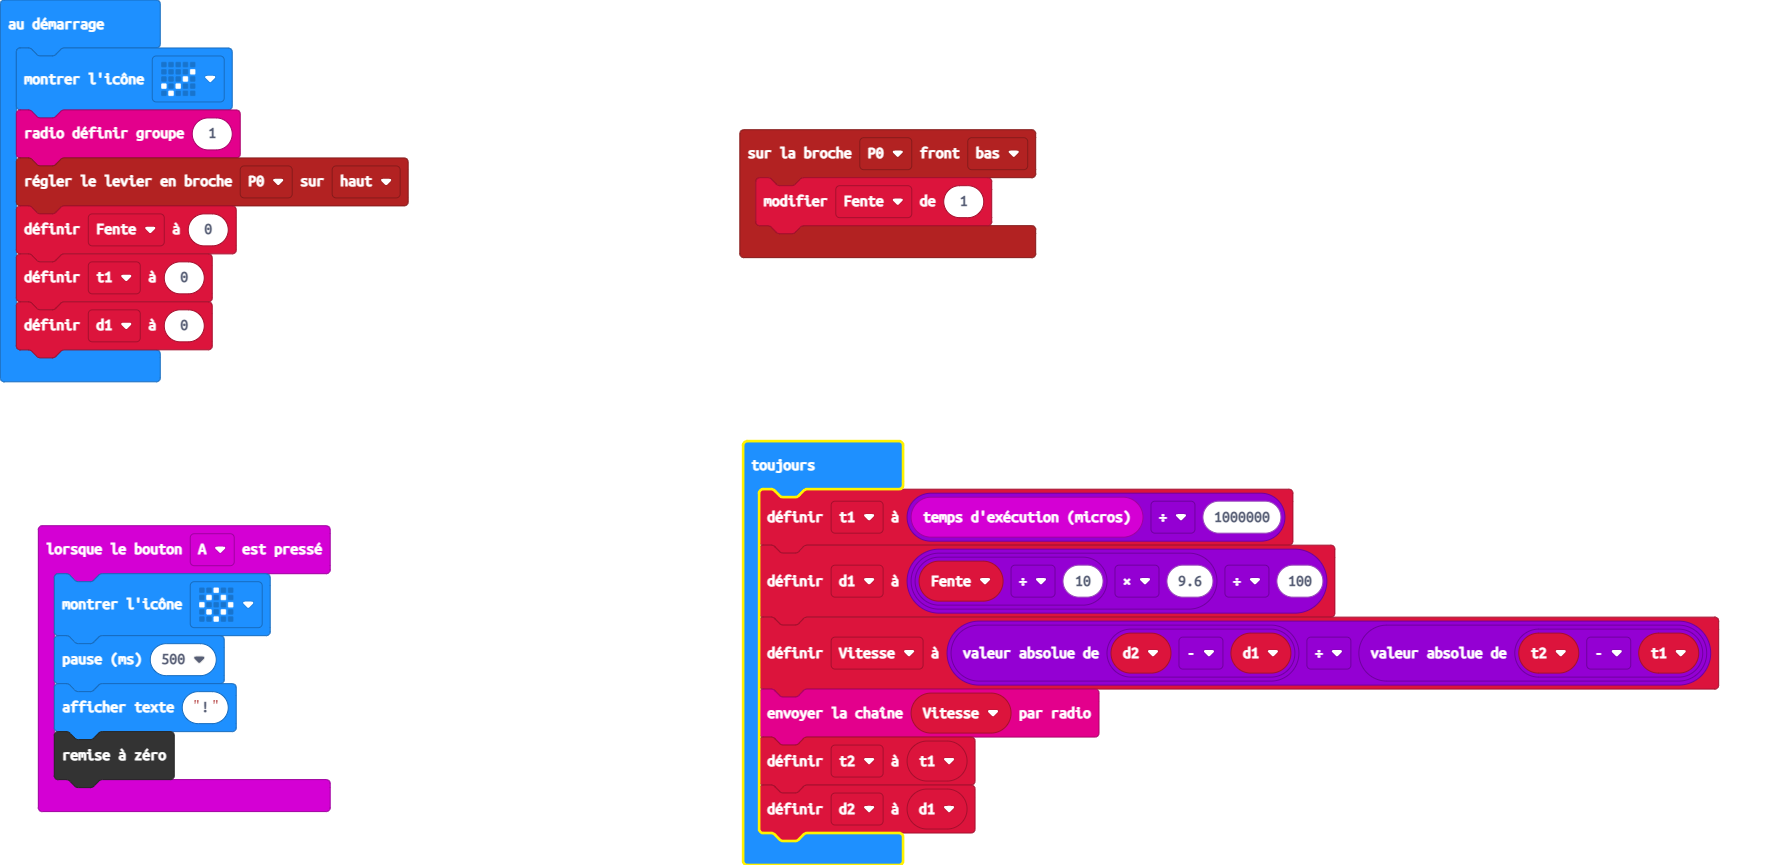 au démarrage
montrer l'icône
radio définir groupe 1
régler le levier en broche P0 sur haut
définir Fente à 0
définir t1 à 0
définir d1 à 0
sur la broche P0 front bas
modifier Fente de 1
lorsque le bouton A est pressé
montrer l'icône
pause (ms) 500
afficher texte "!"
remise à zéro
toujours
définir t1 à temps d'exécution (micros) ÷ 1000000
définir d1 à Fente ÷ 10 × 9.6 ÷ 100
définir Vitesse à valeur absolue de d2 - d1 ÷ valeur absolue de t2 - t1
envoyer la chaîne Vitesse par radio
définir t2 à t1
définir d2 à d1